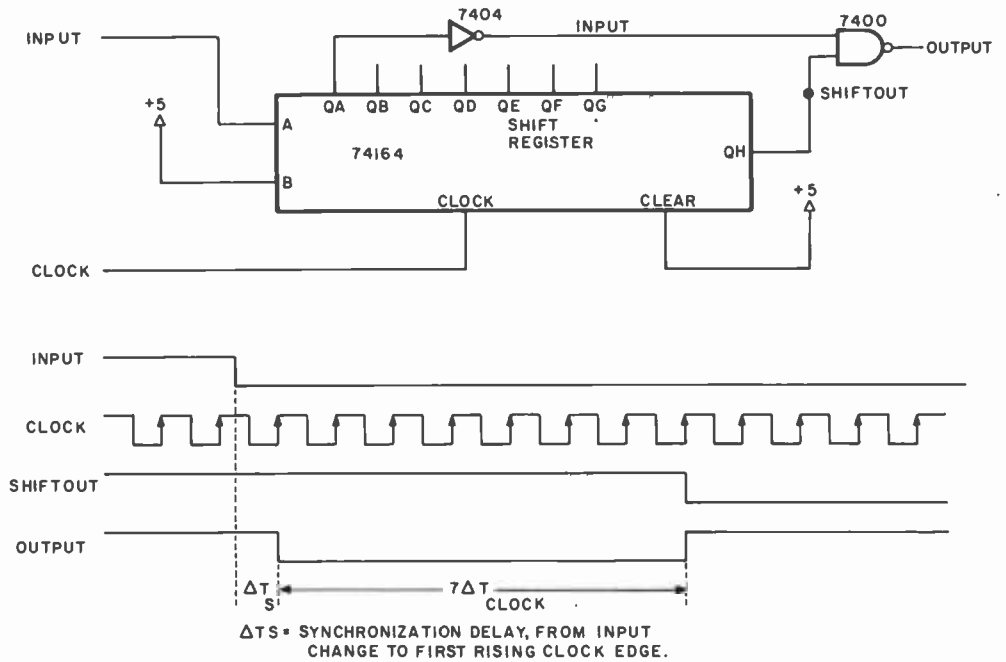 7404
7400
INPUT
INPUT
OUTPUT
SHIFTOUT
+5
QA QB QC QD QE QF QG
A
SHIFT
REGISTER
74164
QH
B
+5
CLOCK
CLEAR
CLOCK
INPUT
CLOCK
SHIFTOUT
OUTPUT
ΔT
S
7ΔT
CLOCK
ΔTS = SYNCHRONIZATION DELAY, FROM INPUT
CHANGE TO FIRST RISING CLOCK EDGE.